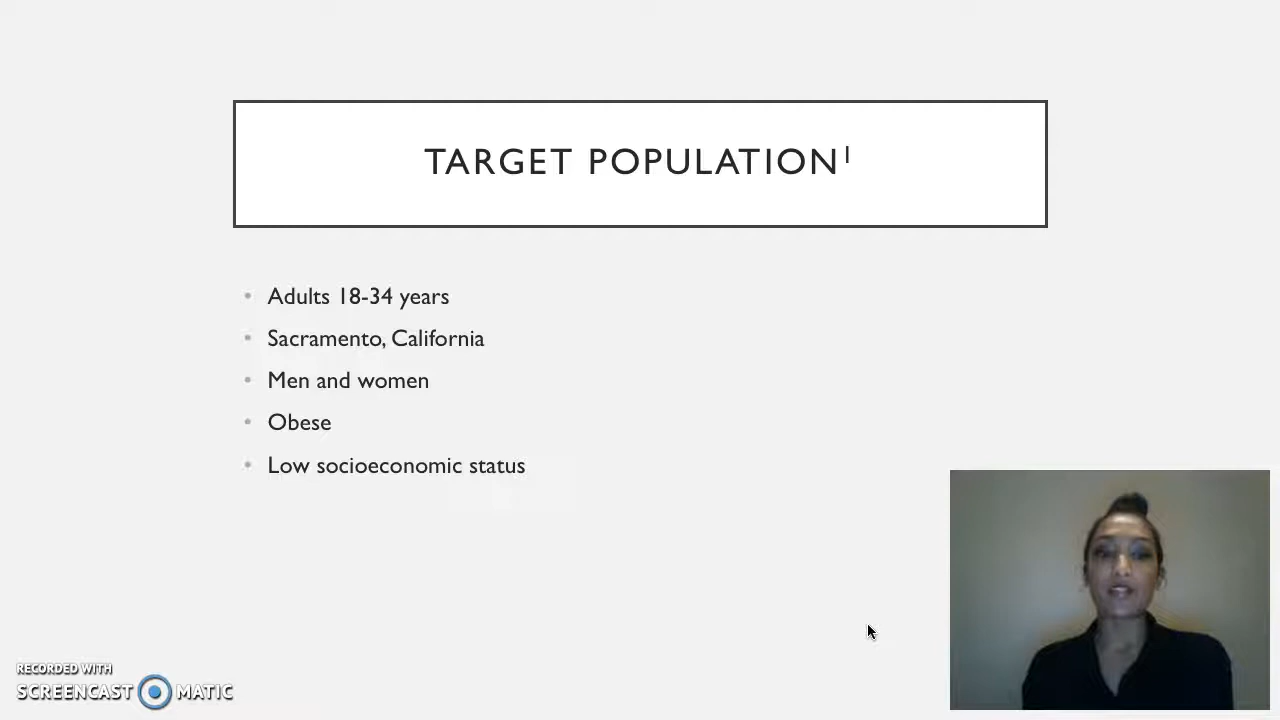 TARGET POPULATION¹
• Adults 18-34 years
• Sacramento, California
• Men and women
• Obese
• Low socioeconomic status
RECORDED WITH
SCREENCAST MATIC